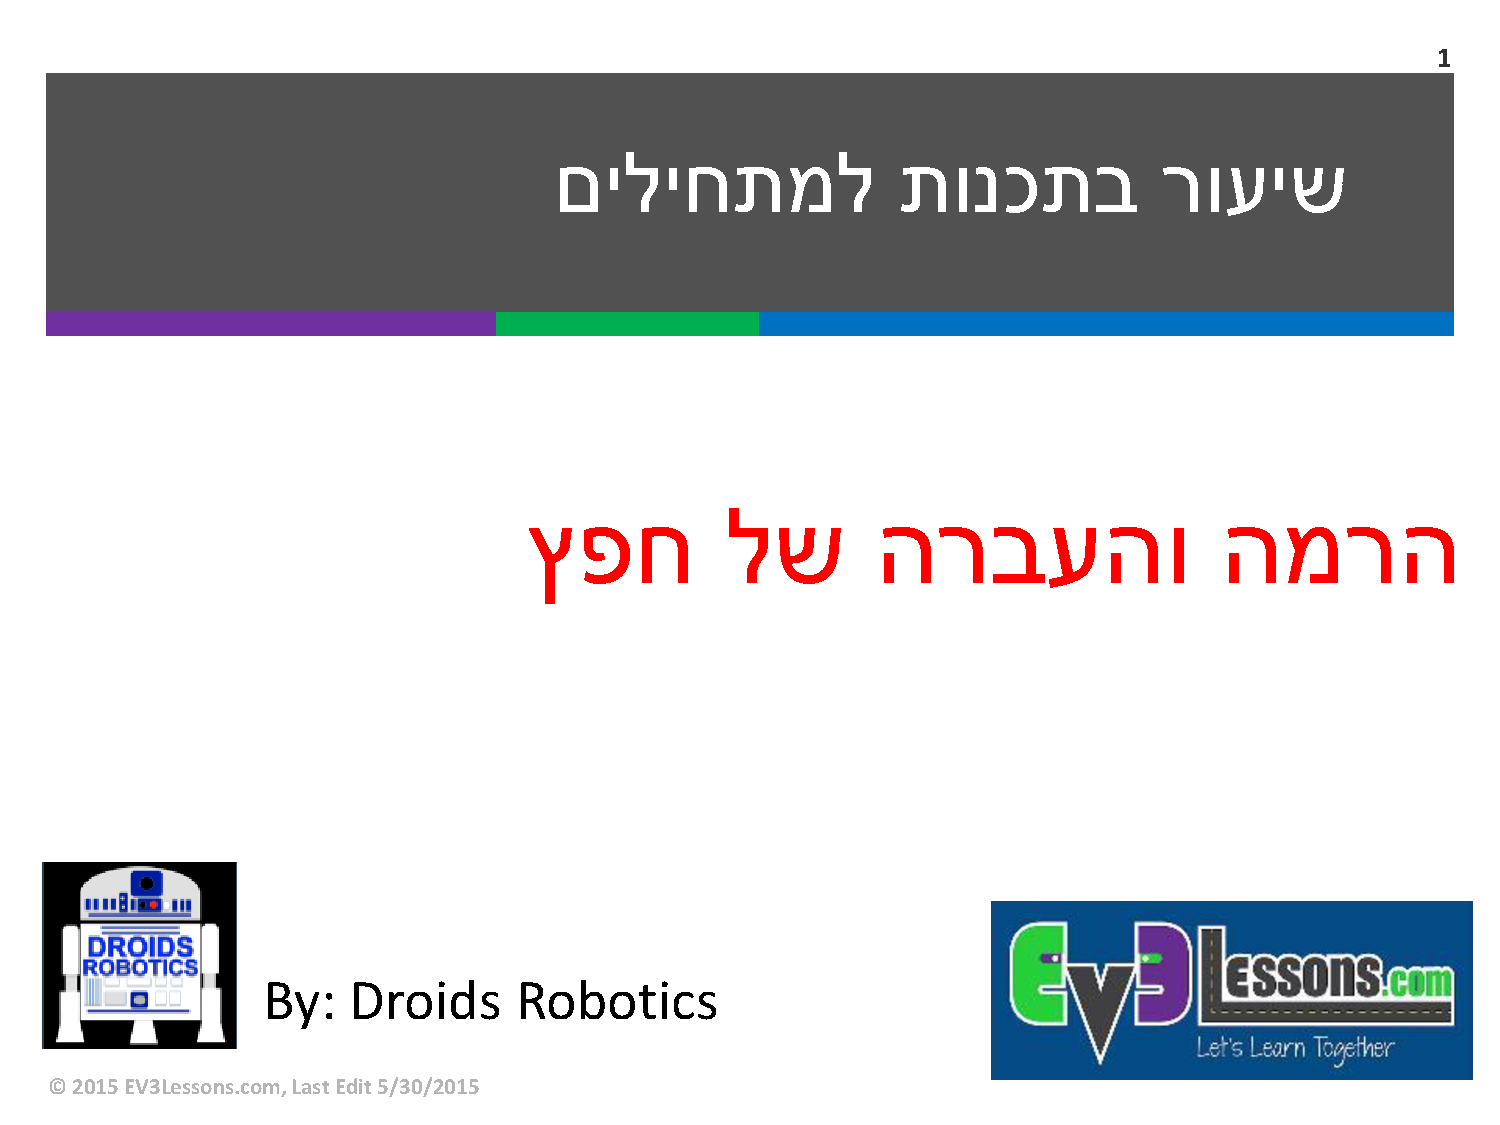 1
שיעור בתכנות למתחילים
הרמה והעברה של חפץ
DROIDS
ROBOTICS
By: Droids Robotics
EV3Lessons.com
Let's Learn Together
© 2015 EV3Lessons.com, Last Edit 5/30/2015